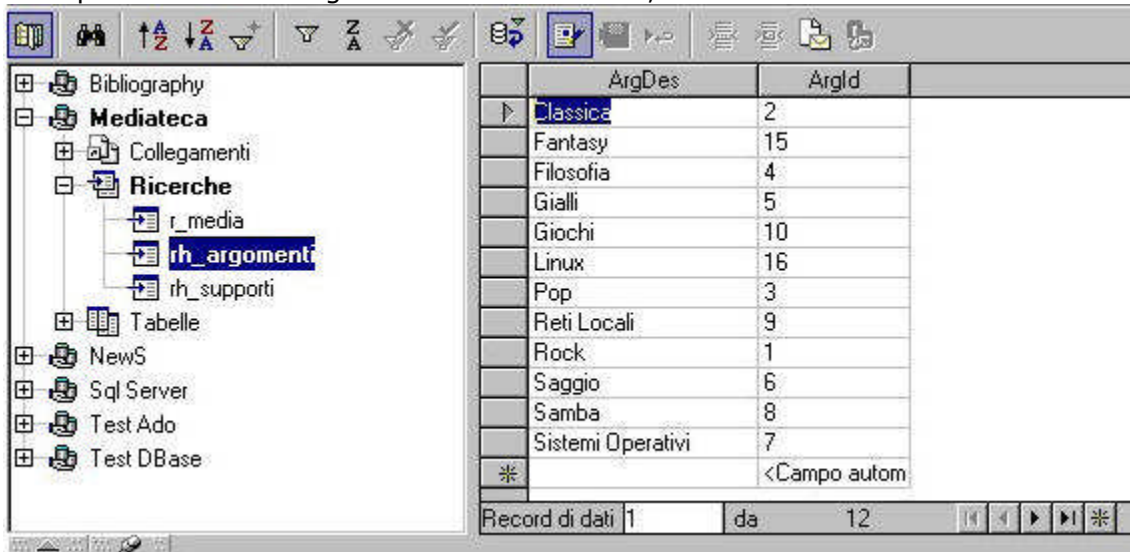 Bibliography
Mediateca
Collegamenti
Ricerche
r_media
rh_argomenti
rh_supporti
Tabelle
NewS
Sql Server
Test Ado
Test DBase
ArgDes ArgId
Classica 2
Fantasy 15
Filosofia 4
Gialli 5
Giochi 10
Linux 16
Pop 3
Reti Locali 9
Rock 1
Saggio 6
Samba 8
Sistemi Operativi 7
<Campo autom
Record di dati 1 da 12